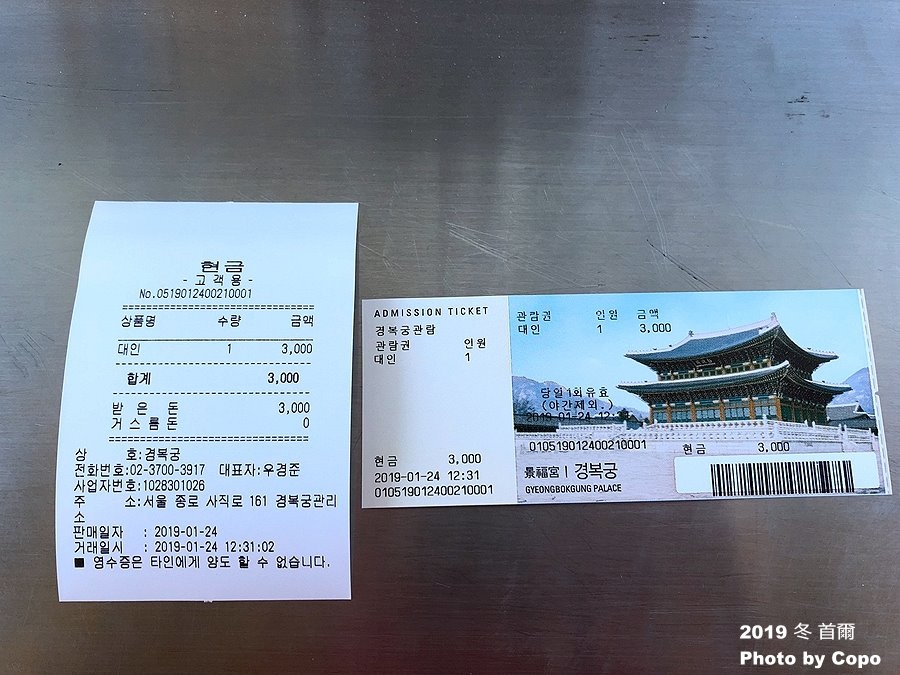 현금
- 고 객 용 -
No.0519012400210001
상품명 수량 금액
대인 1 3,000
합계 3,000
받 은 돈 3,000
거 스 름 돈 0
상 호:경복궁
전화번호:02-3700-3917 대표자:우경준
사업자번호:1028301026
주 소:서울 종로 사직로 161 경복궁관리
소
판매일자 : 2019-01-24
거래일시 : 2019-01-24 12:31:02
■ 영수증은 타인에게 양도 할 수 없습니다.
ADMISSION TICKET
경복궁관람
관람권 인원
대인 1
현금 3,000
2019-01-24 12:31
010519012400210001
관람권 인원 금액
대인 1 3,000
당일1회유효
(야간제외.)
2019-01-24 12:31
010519012400210001
현금 3,000
景福宮 | 경복궁
GYEONGBOKGUNG PALACE
2019 冬 首爾
Photo by Copo